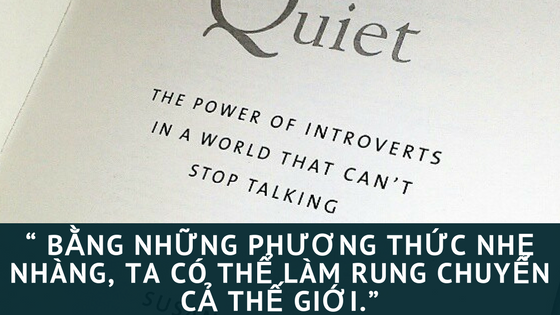 Quiet
THE POWER OF INTROVERTS
IN A WORLD THAT CAN'T
STOP TALKING
“ BẰNG NHỮNG PHƯƠNG THỨC NHẸ
NHÀNG, TA CÓ THỂ LÀM RUNG CHUYỂN
CẢ THẾ GIỚI.”